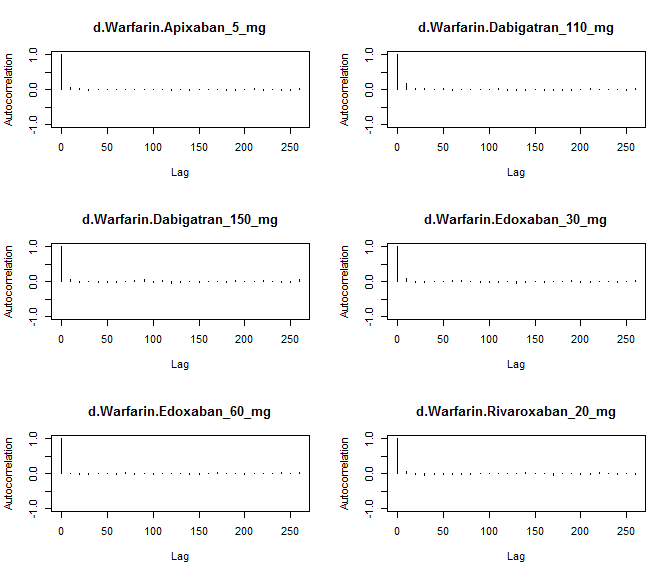 d.Warfarin.Apixaban_5_mg
Autocorrelation
1.0
0.0
-1.0
0 50 100 150 200 250
Lag
d.Warfarin.Dabigatran_110_mg
Autocorrelation
1.0
0.0
-1.0
0 50 100 150 200 250
Lag
d.Warfarin.Dabigatran_150_mg
Autocorrelation
1.0
0.0
-1.0
0 50 100 150 200 250
Lag
d.Warfarin.Edoxaban_30_mg
Autocorrelation
1.0
0.0
-1.0
0 50 100 150 200 250
Lag
d.Warfarin.Edoxaban_60_mg
Autocorrelation
1.0
0.0
-1.0
0 50 100 150 200 250
Lag
d.Warfarin.Rivaroxaban_20_mg
Autocorrelation
1.0
0.0
-1.0
0 50 100 150 200 250
Lag